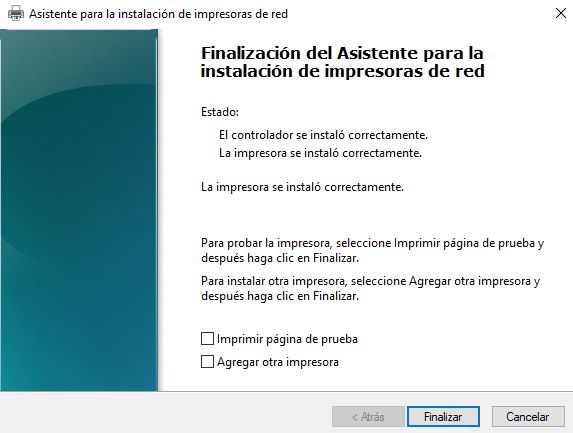 Asistente para la instalación de impresoras de red
Finalización del Asistente para la
instalación de impresoras de red
Estado:
El controlador se instaló correctamente.
La impresora se instaló correctamente.
La impresora se instaló correctamente.
Para probar la impresora, seleccione Imprimir página de prueba y
después haga clic en Finalizar.
Para instalar otra impresora, seleccione Agregar otra impresora y
después haga clic en Finalizar.
Imprimir página de prueba
Agregar otra impresora
< Atrás
Finalizar
Cancelar